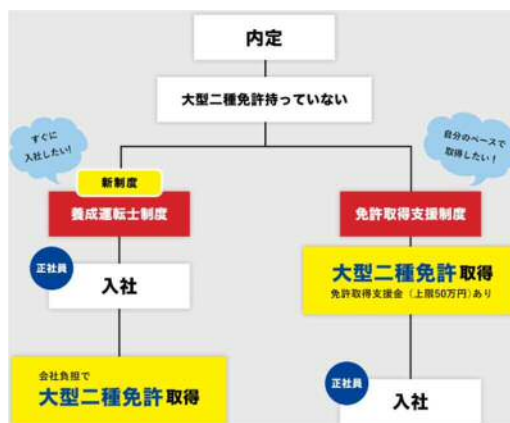 内定
大型二種免許持っていない
すぐに
入社したい!
自分のペースで
取得したい！
新制度
養成運転士制度
免許取得支援制度
正社員
入社
会社負担で
大型二種免許取得
大型二種免許取得
免許取得支援金（上限50万円）あり
正社員
入社